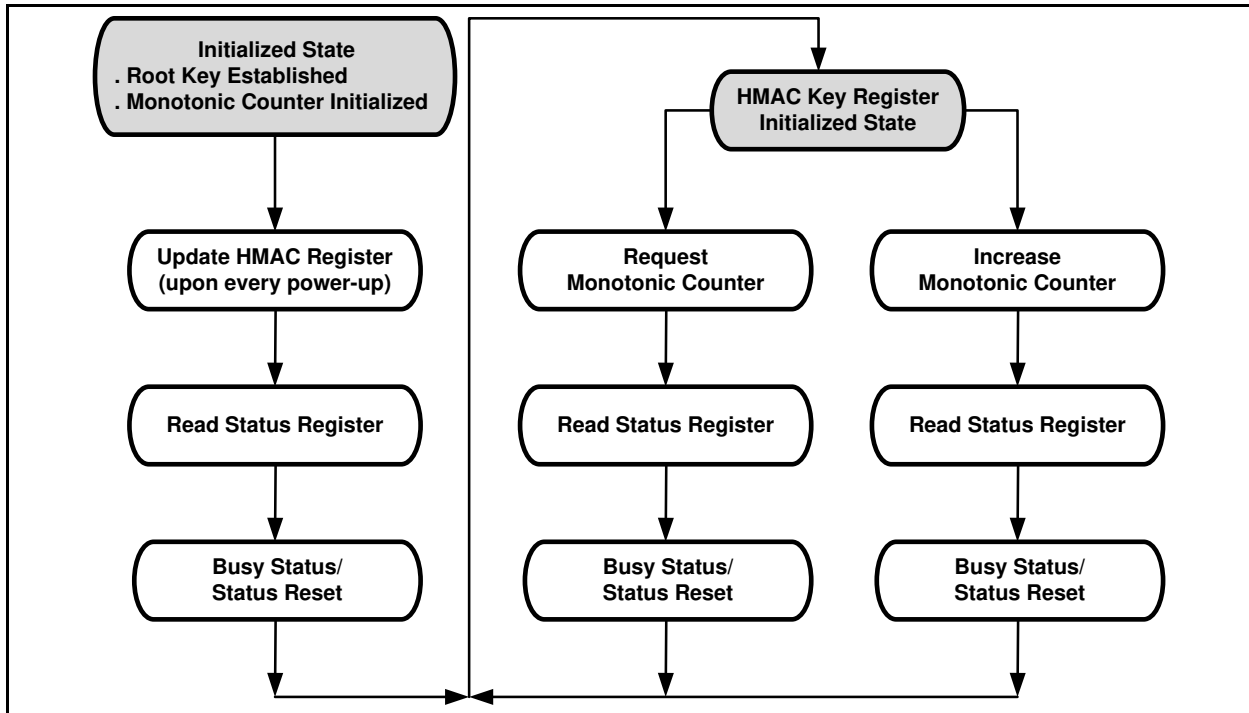 Initialized State
. Root Key Established
. Monotonic Counter Initialized
Update HMAC Register
(upon every power-up)
Read Status Register
Busy Status/
Status Reset
HMAC Key Register
Initialized State
Request
Monotonic Counter
Read Status Register
Busy Status/
Status Reset
Increase
Monotonic Counter
Read Status Register
Busy Status/
Status Reset